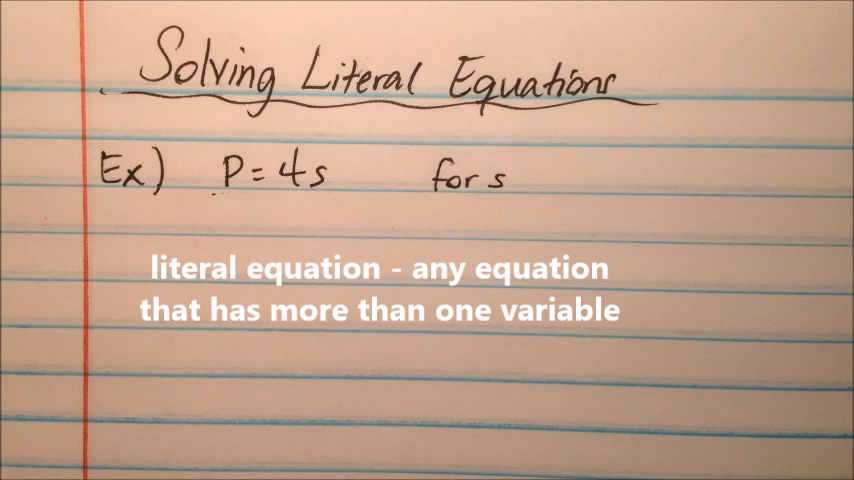 Solving Literal Equations
Ex) P = 4s for s
literal equation - any equation
that has more than one variable